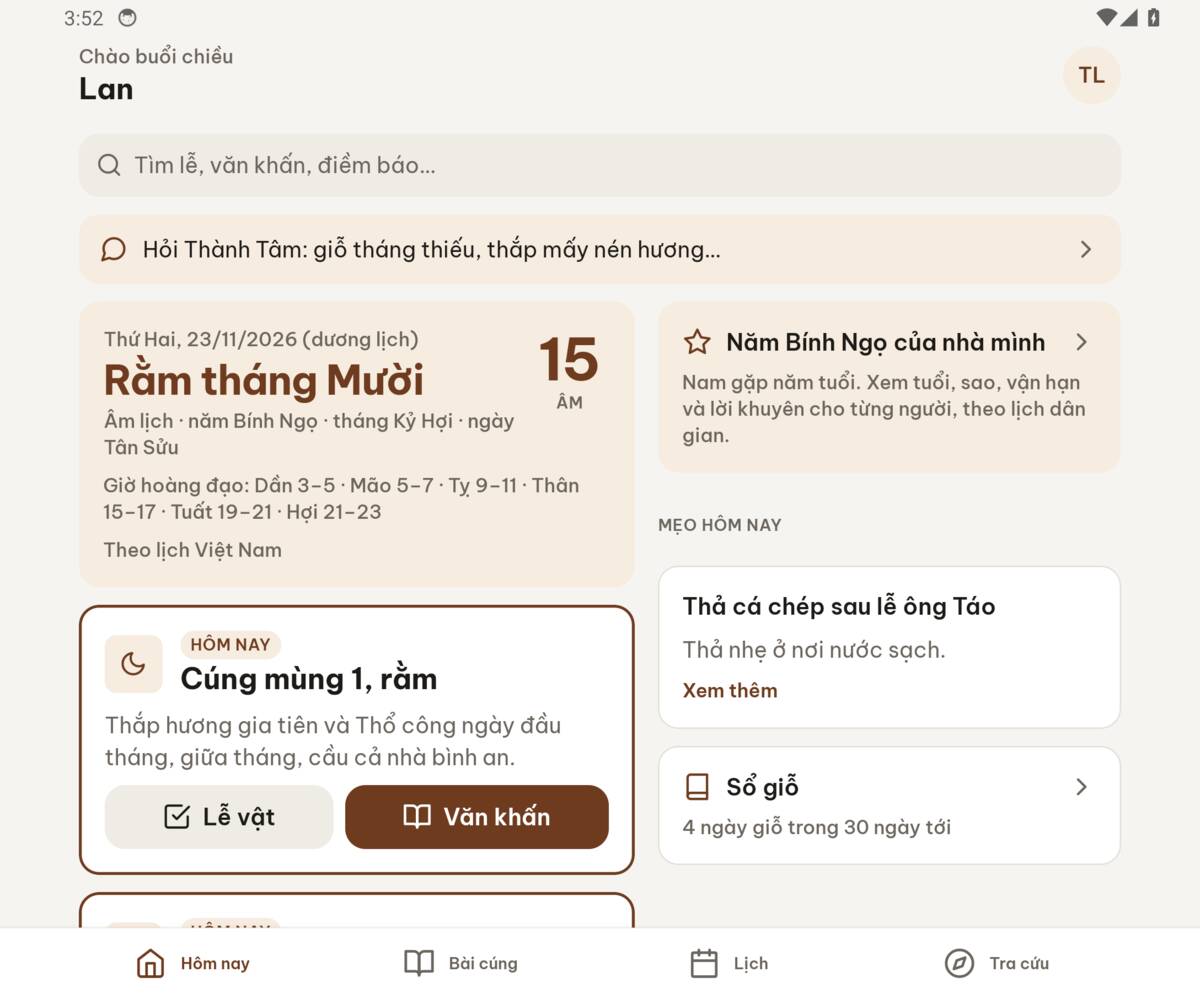 3:52
Chào buổi chiều
Lan
TL
Tìm lễ, văn khấn, điềm báo...
Hỏi Thành Tâm: giỗ tháng thiếu, thắp mấy nén hương...
Thứ Hai, 23/11/2026 (dương lịch)
Rằm tháng Mười
15
ÂM
Âm lịch · năm Bính Ngọ · tháng Kỷ Hợi · ngày
Tân Sửu
Giờ hoàng đạo: Dần 3–5 · Mão 5–7 · Tỵ 9–11 · Thân
15–17 · Tuất 19–21 · Hợi 21–23
Theo lịch Việt Nam
HÔM NAY
Cúng mùng 1, rằm
Thắp hương gia tiên và Thổ công ngày đầu
tháng, giữa tháng, cầu cả nhà bình an.
Lễ vật
Văn khấn
HÔM NAY
Năm Bính Ngọ của nhà mình
Nam gặp năm tuổi. Xem tuổi, sao, vận hạn
và lời khuyên cho từng người, theo lịch dân
gian.
MẸO HÔM NAY
Thả cá chép sau lễ ông Táo
Thả nhẹ ở nơi nước sạch.
Xem thêm
Sổ giỗ
4 ngày giỗ trong 30 ngày tới
Hôm nay
Bài cúng
Lịch
Tra cứu